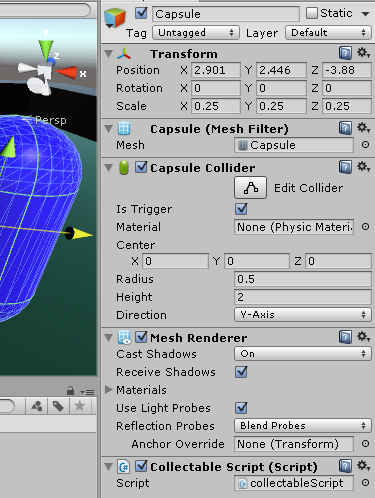 Capsule Static
Tag Untagged Layer Default
Transform
Position X 2.901 Y 2.446 Z -3.88
Rotation X 0 Y 0 Z 0
Scale X 0.25 Y 0.25 Z 0.25
y
z
x
Persp
Capsule (Mesh Filter)
Mesh Capsule
Capsule Collider
Edit Collider
Is Trigger
Material None (Physic Materi
Center
X 0 Y 0 Z 0
Radius 0.5
Height 2
Direction Y-Axis
Mesh Renderer
Cast Shadows On
Receive Shadows
Materials
Use Light Probes
Reflection Probes Blend Probes
Anchor Override None (Transform)
Collectable Script (Script)
Script collectableScript